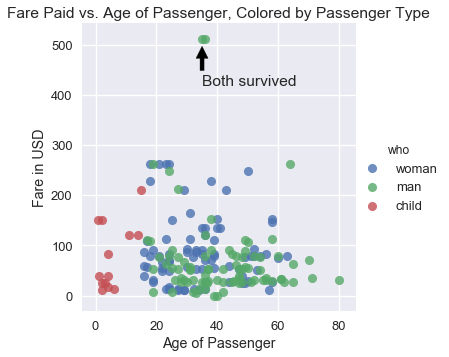 Fare Paid vs. Age of Passenger, Colored by Passenger Type
500
400
300
200
100
0
Fare in USD
Both survived
0 20 40 60 80
Age of Passenger
who
woman
man
child